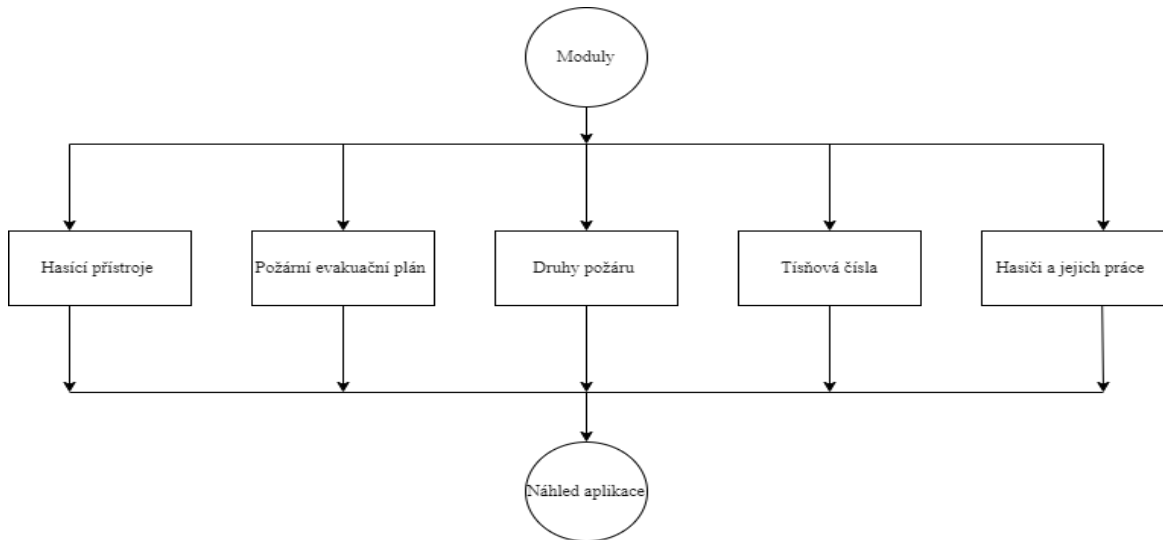 Moduly
Hasící přístroje
Požární evakuační plán
Druhy požáru
Tísňová čísla
Hasiči a jejich práce
Náhled aplikace